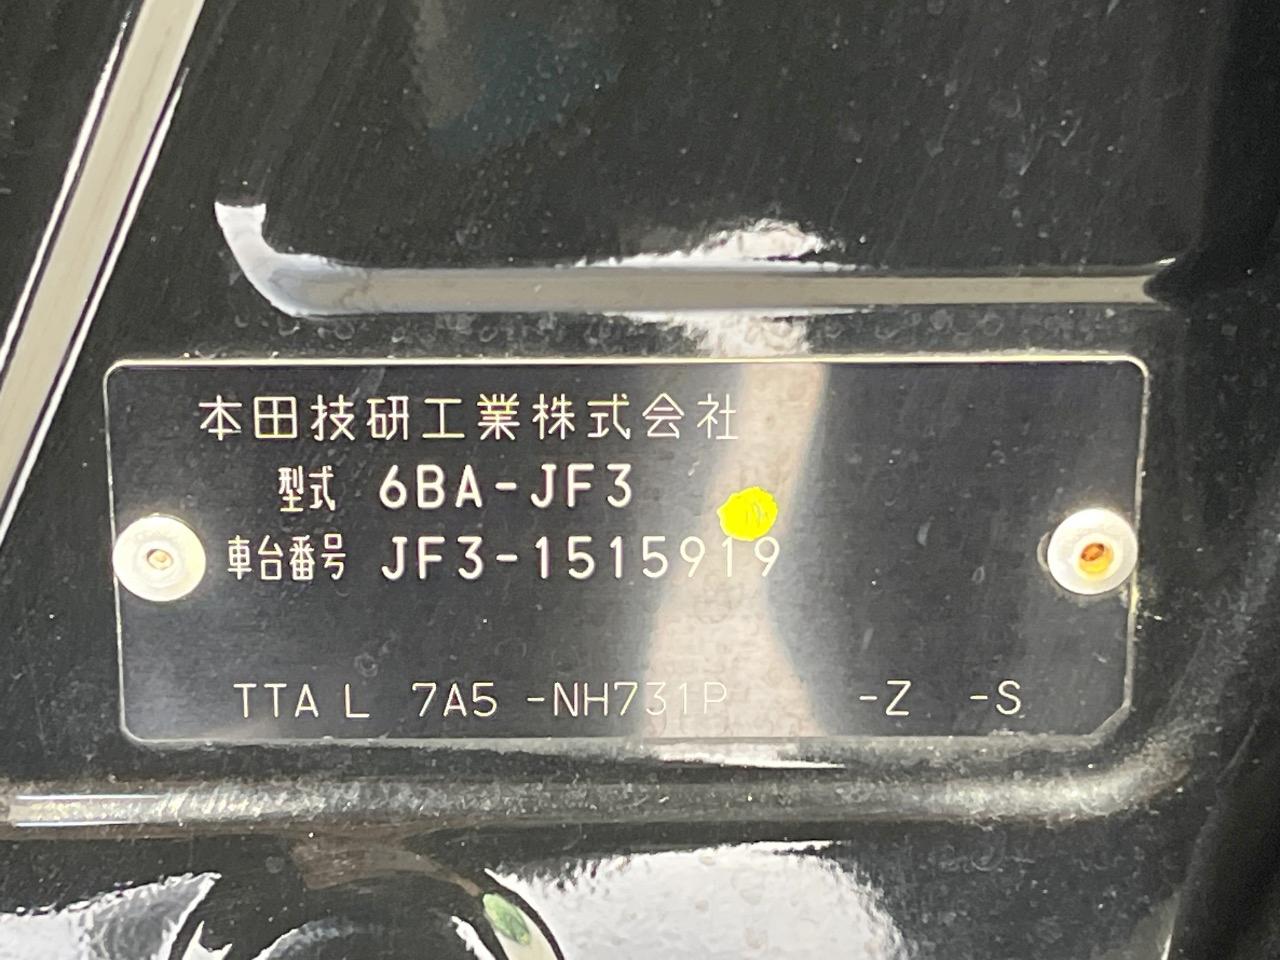 本田技研工業株式会社
型式 6BA-JF3
車台番号 JF3-1515919
TTA L 7A5 -NH731P -Z -S